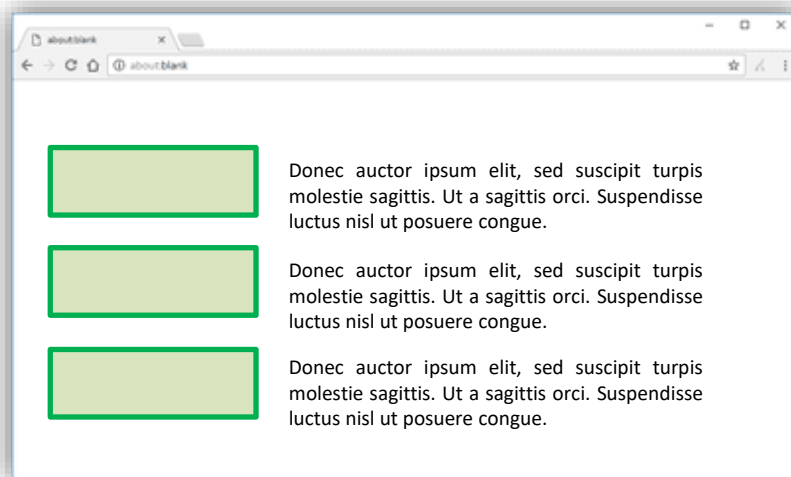 about:blank
about:blank
Donec auctor ipsum elit, sed suscipit turpis
molestie sagittis. Ut a sagittis orci. Suspendisse
luctus nisl ut posuere congue.
Donec auctor ipsum elit, sed suscipit turpis
molestie sagittis. Ut a sagittis orci. Suspendisse
luctus nisl ut posuere congue.
Donec auctor ipsum elit, sed suscipit turpis
molestie sagittis. Ut a sagittis orci. Suspendisse
luctus nisl ut posuere congue.